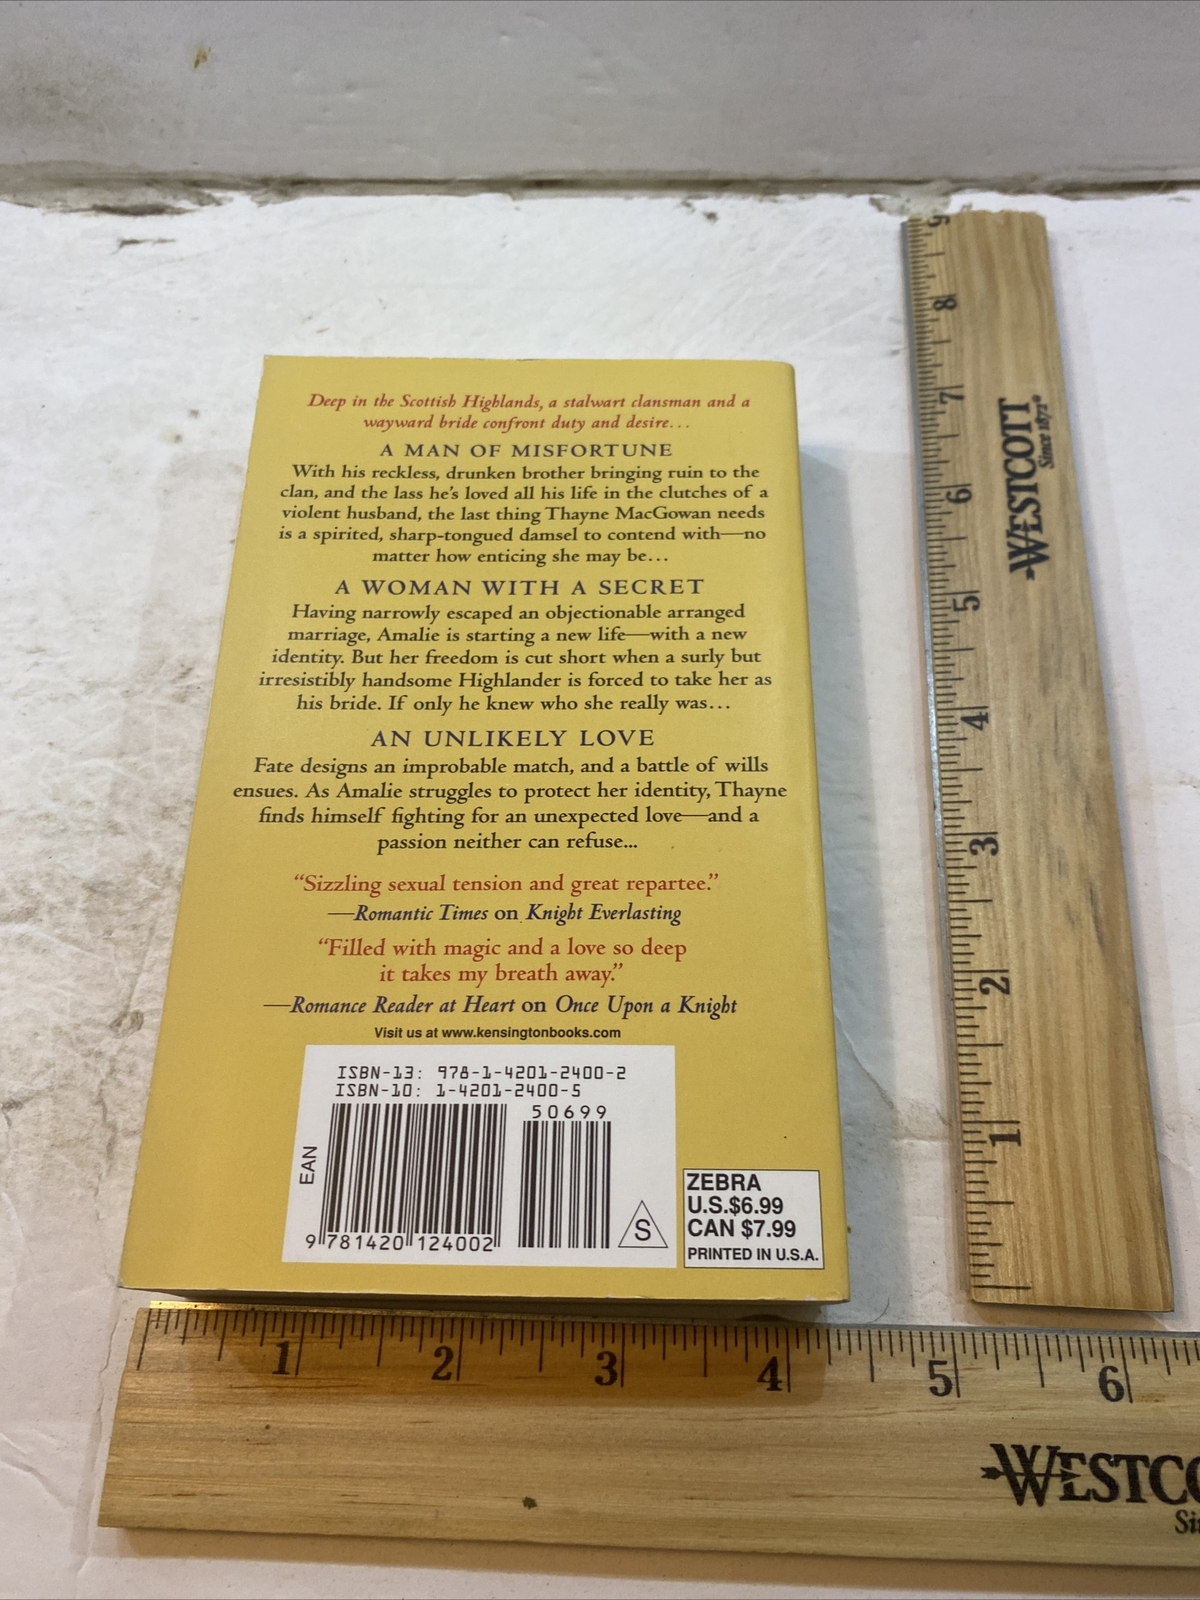 Deep in the Scottish Highlands, a stalwart clansman and a
wayward bride confront duty and desire...
A MAN OF MISFORTUNE
With his reckless, drunken brother bringing ruin to the
clan, and the lass he's loved all his life in the clutches of a
violent husband, the last thing Thayne MacGowan needs
is a spirited, sharp-tongued damsel to contend with—no
matter how enticing she may be...
A WOMAN WITH A SECRET
Having narrowly escaped an objectionable arranged
marriage, Amalie is starting a new life—with a new
identity. But her freedom is cut short when a surly but
irresistibly handsome Highlander is forced to take her as
his bride. If only he knew who she really was...
AN UNLIKELY LOVE
Fate designs an improbable match, and a battle of wills
ensues. As Amalie struggles to protect her identity, Thayne
finds himself fighting for an unexpected love—and a
passion neither can refuse...
“Sizzling sexual tension and great repartee.”
—Romantic Times on Knight Everlasting
“Filled with magic and a love so deep
it takes my breath away.”
—Romance Reader at Heart on Once Upon a Knight
Visit us at www.kensingtonbooks.com
ISBN-13: 978-1-4201-2400-2
ISBN-10: 1-4201-2400-5
50699
EAN
9 781420 124002
S
ZEBRA
U.S.$6.99
CAN $7.99
PRINTED IN U.S.A.
9
8
7
6
5
4
3
2
1
WESTCOTT
Since 1872®
1 2 3 4 5 6
WESTCO
Si